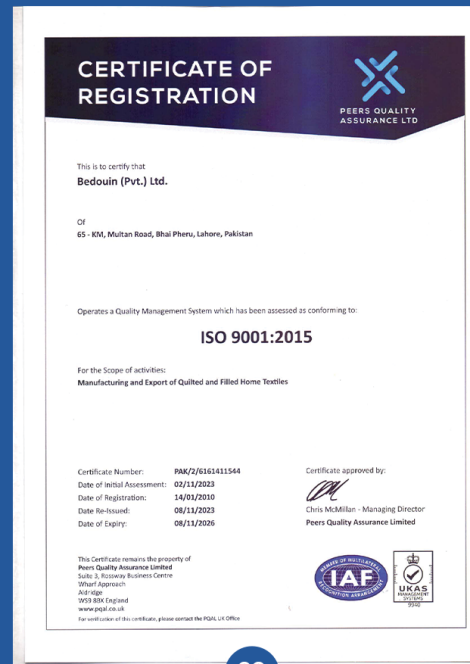 CERTIFICATE OF
REGISTRATION
PEERS QUALITY
ASSURANCE LTD
This is to certify that
Bedouin (Pvt.) Ltd.
Of
65 - KM, Multan Road, Bhai Pheru, Lahore, Pakistan
Operates a Quality Management System which has been assessed as conforming to:
ISO 9001:2015
For the Scope of activities:
Manufacturing and Export of Quilted and Filled Home Textiles
Certificate Number: PAK/2/6161411544
Date of Initial Assessment: 02/11/2023
Date of Registration: 14/01/2010
Date Re-Issued: 08/11/2023
Date of Expiry: 08/11/2026
Certificate approved by:
Chris McMillan - Managing Director
Peers Quality Assurance Limited
This Certificate remains the property of
Peers Quality Assurance Limited
Suite 3, Rossway Business Centre
Wharf Approach
Aldridge
WS9 8BX England
www.pqal.co.uk
For verification of this certificate, please contact the PQAL UK Office
MEMBER OF MULTILATERAL
IAF
RECOGNITION ARRANGEMENT
UKAS
MANAGEMENT
SYSTEMS
9940